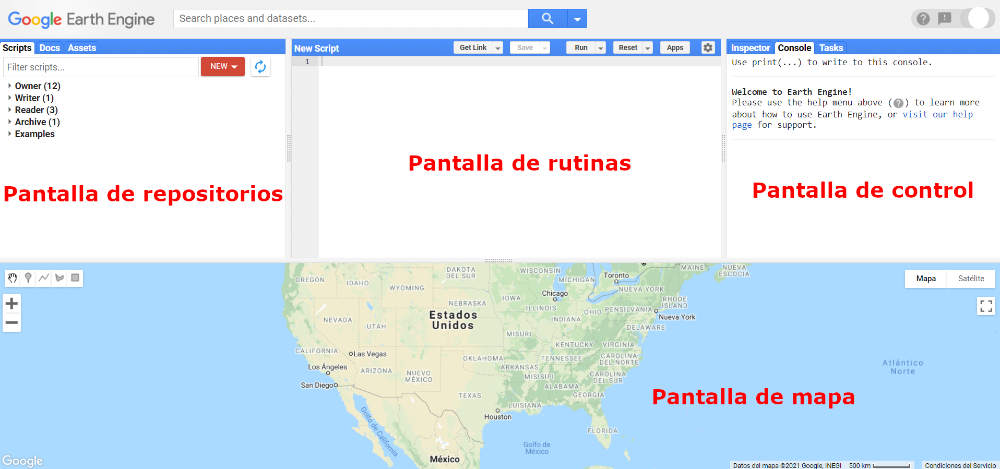 Google Earth Engine
Search places and datasets...
Scripts Docs Assets
Filter scripts...
NEW
Owner (12)
Writer (1)
Reader (3)
Archive (1)
Examples
Pantalla de repositorios
New Script
Get Link
Save
Run
Reset
Apps
1
Pantalla de rutinas
Inspector Console Tasks
Use print(...) to write to this console.
Welcome to Earth Engine!
Please use the help menu above (?) to learn more
about how to use Earth Engine, or visit our help
page for support.
Pantalla de control
Mapa
Satélite
OREGÓN
IDAHO
WYOMING
DAKOTA
DEL SUR
WISCONSIN
MÍCHIGAN
Toronto
MAINE
NUEVA
ESCOCIA
NUEVA YORK
Chicago
IOWA
NEBRASKA
ILLINOIS
INDIANA
OHIO
PENSILVANIA
RHODE
ISLAND
Nueva York
NEVADA
UTAH
Estados
Unidos
MISURI
DELAWARE
KENTUCKY
VIRGINIA
CALIFORNIA
Las Vegas
OKLAHOMA
TENNESSEE
CAROLINA
DEL NORTE
Los Ángeles
ARIZONA
NUEVO
MÉXICO
ARKANSAS
MISISIPI
CAROLINA
DEL SUR
San Diego
ALABAMA
GEORGIA
TEXAS
LUISIANA
Houston
FLORIDA
Golfo de California
Golfo de
México
México
Atlántico
Norte
Pantalla de mapa
Google
Datos del mapa ©2021 Google, INEGI
500 km
Condiciones del Servicio